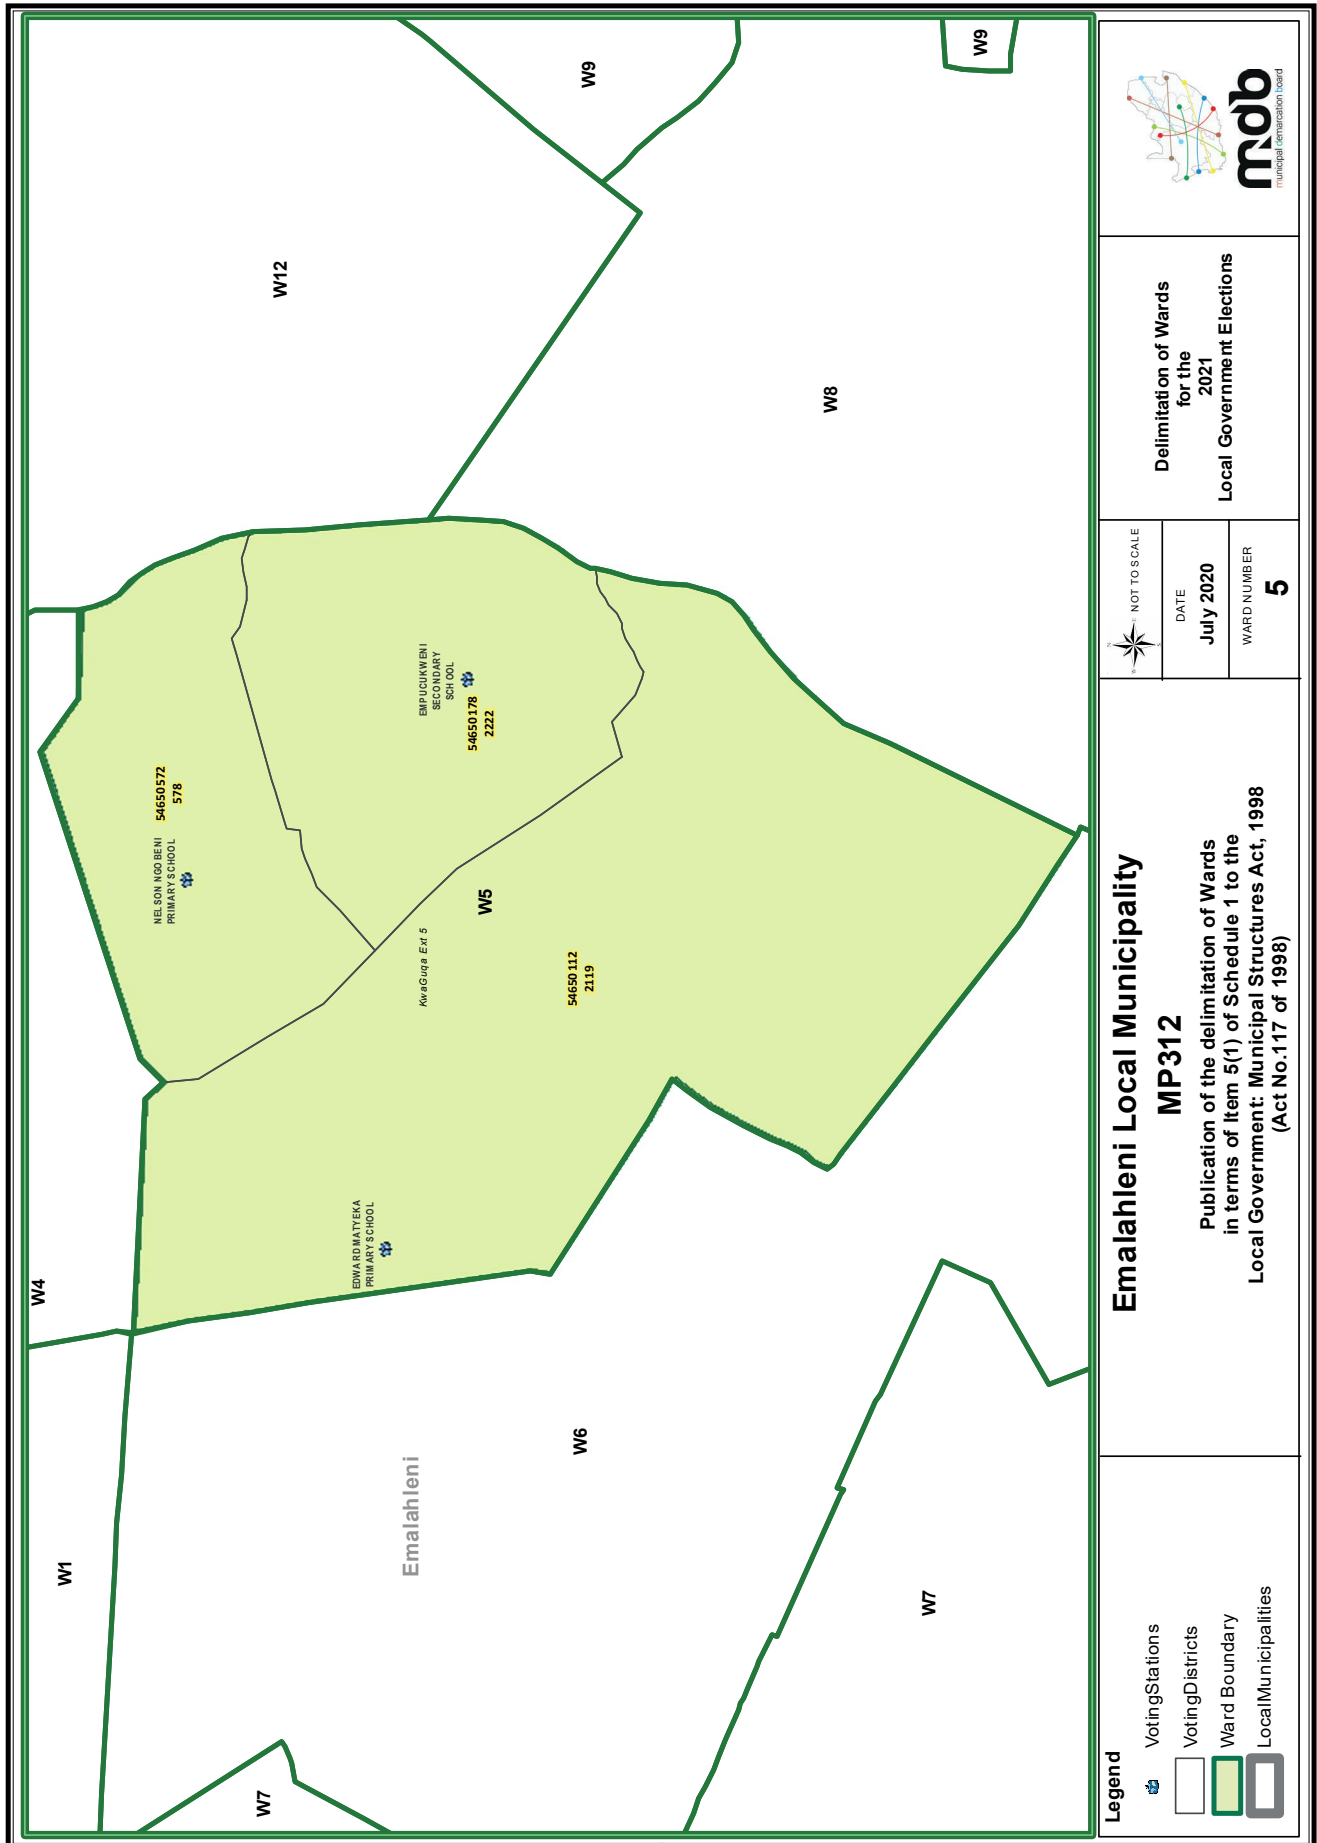 W9
W9
W12
W8
NELSON NGOBENI
PRIMARY SCHOOL
54650572
578
EMPUCUKWENI
SECONDARY
SCHOOL
54650178
2222
W5
KwaGuqa Ext 5
54650112
2119
EDWARD MATYEKA
PRIMARY SCHOOL
W4
W1
Emalahleni
W6
W7
W7
Legend
VotingStations
VotingDistricts
Ward Boundary
LocalMunicipalities
Emalahleni Local Municipality
MP312
Publication of the delimitation of Wards
in terms of Item 5(1) of Schedule 1 to the
Local Government: Municipal Structures Act, 1998
(Act No.117 of 1998)
N
W
E
S
NOT TO SCALE
DATE
July 2020
WARD NUMBER
5
Delimitation of Wards
for the
2021
Local Government Elections
mdb
municipal demarcation board